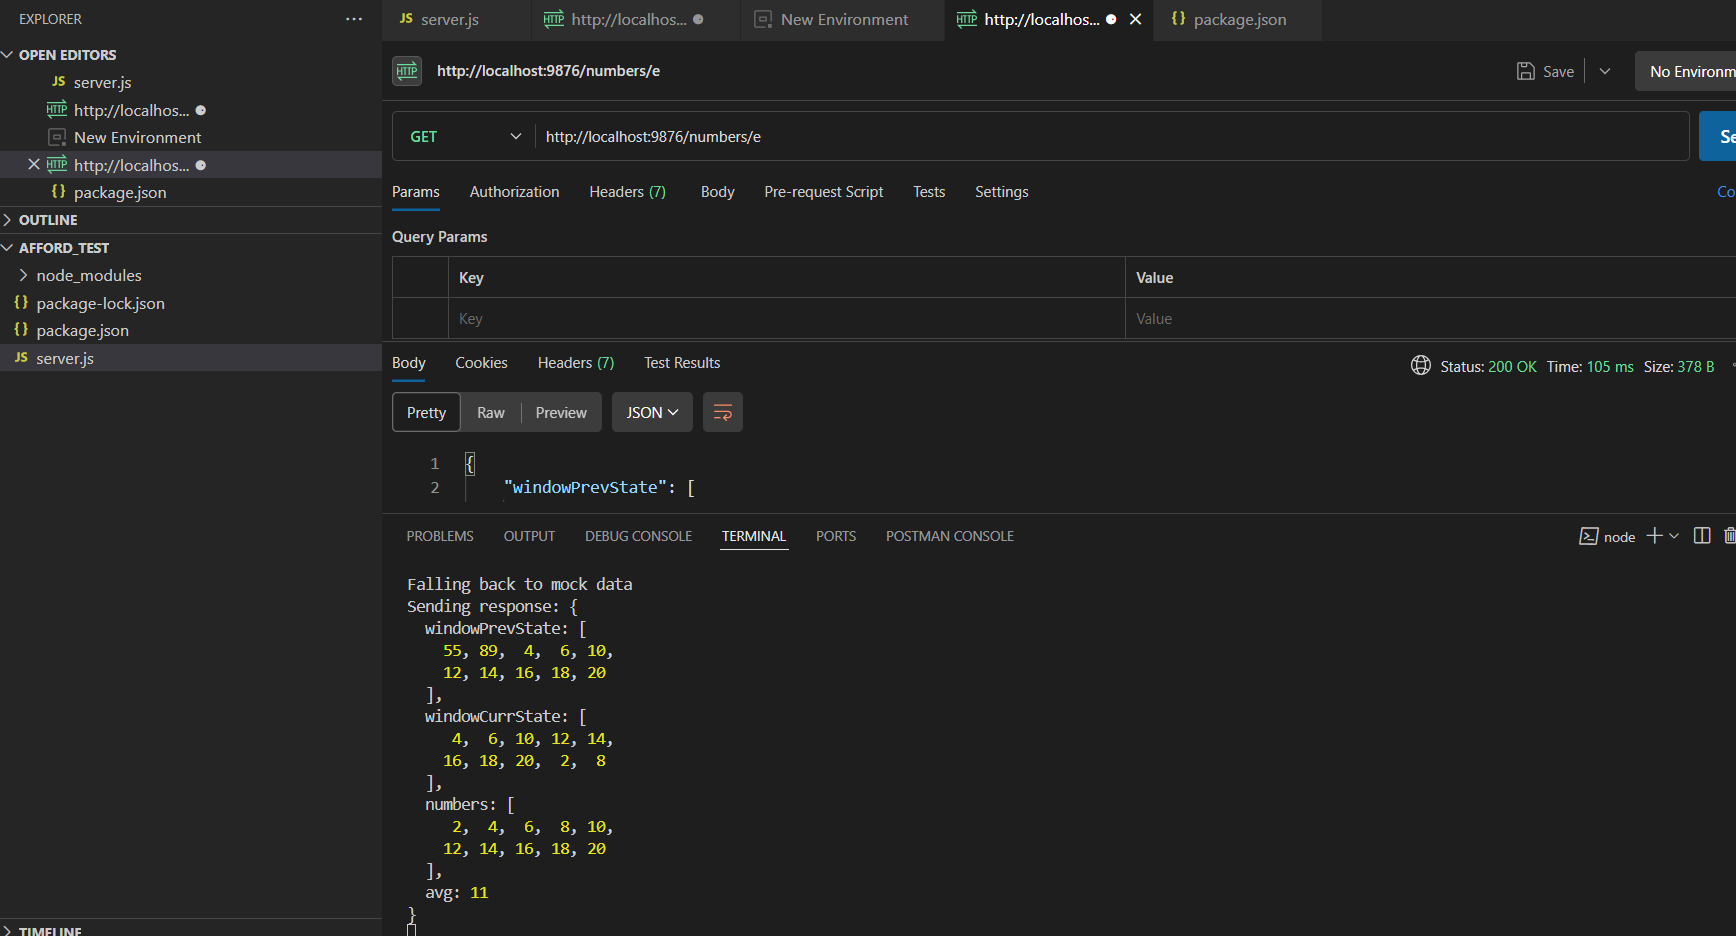 EXPLORER
OPEN EDITORS
JS server.js
HTTP http://localhos...
New Environment
HTTP http://localhos...
{} package.json
OUTLINE
AFFORD_TEST
node_modules
{} package-lock.json
{} package.json
JS server.js
TIMELINE
JS server.js HTTP http://localhos... New Environment HTTP http://localhos... {} package.json
HTTP http://localhost:9876/numbers/e Save No Environm
GET http://localhost:9876/numbers/e Se
Params Authorization Headers (7) Body Pre-request Script Tests Settings Co
Query Params
Key Value
Key Value
Body Cookies Headers (7) Test Results Status: 200 OK Time: 105 ms Size: 378 B
Pretty Raw Preview JSON
1 {
2 "windowPrevState": [
PROBLEMS OUTPUT DEBUG CONSOLE TERMINAL PORTS POSTMAN CONSOLE node
Falling back to mock data
Sending response: {
windowPrevState: [
55, 89, 4, 6, 10,
12, 14, 16, 18, 20
],
windowCurrState: [
4, 6, 10, 12, 14,
16, 18, 20, 2, 8
],
numbers: [
2, 4, 6, 8, 10,
12, 14, 16, 18, 20
],
avg: 11
}